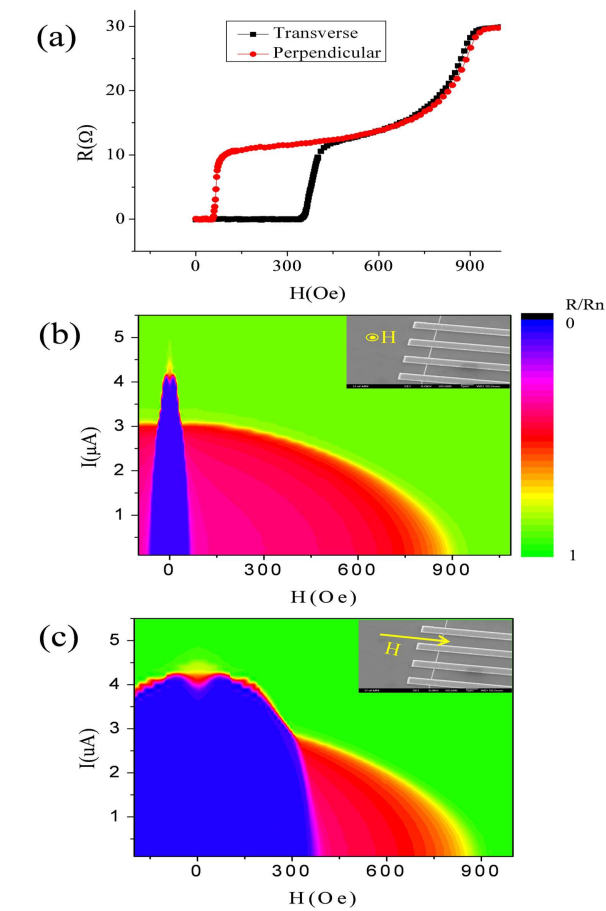 (a)
Transverse
Perpendicular
30
20
10
0
R(Ω)
0 300 600 900
H(Oe)
(b)
5
4
3
2
1
I(μA)
H
0 300 600 900
H(Oe)
R/Rn
0
1
(c)
5
4
3
2
1
I(uA)
H
0 300 600 900
H(Oe)